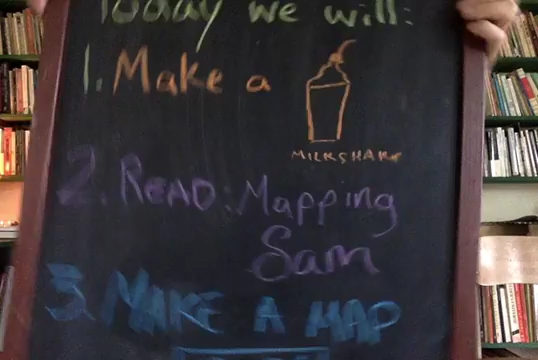 Today we will:
1. Make a
MILKSHAKE
2. READ: Mapping
Sam
3. MAKE A MAP